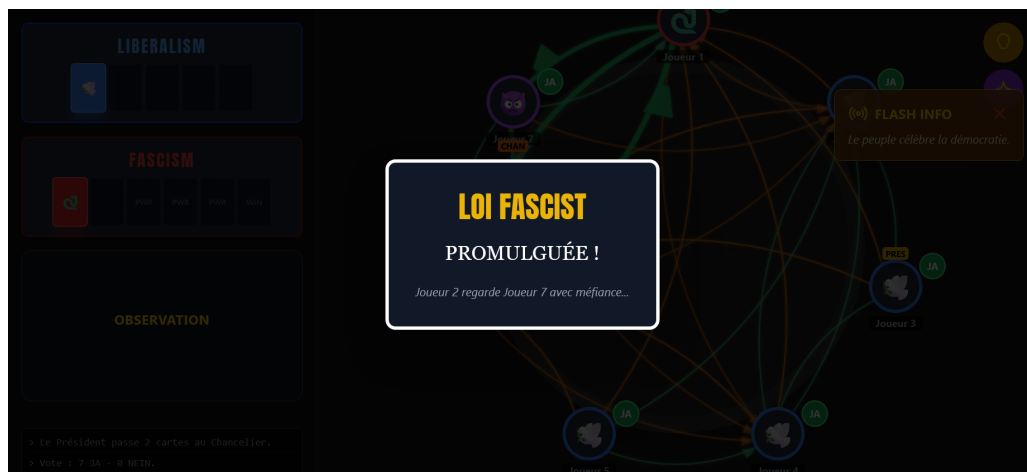 LIBERALISM
FASCISM
PWR
PWR
PWR
WIN
OBSERVATION
> Le Président passe 2 cartes au Chancelier.
> Vote : 7 JA - 0 NEIN.
Joueur 1
JA
JA
Joueur 7
CHAN
FLASH INFO
Le peuple célèbre la démocratie.
LOI FASCIST
PROMULGUÉE !
Joueur 2 regarde Joueur 7 avec méfiance...
PRES
JA
Joueur 3
JA
JA
Joueur 5
Joueur 4